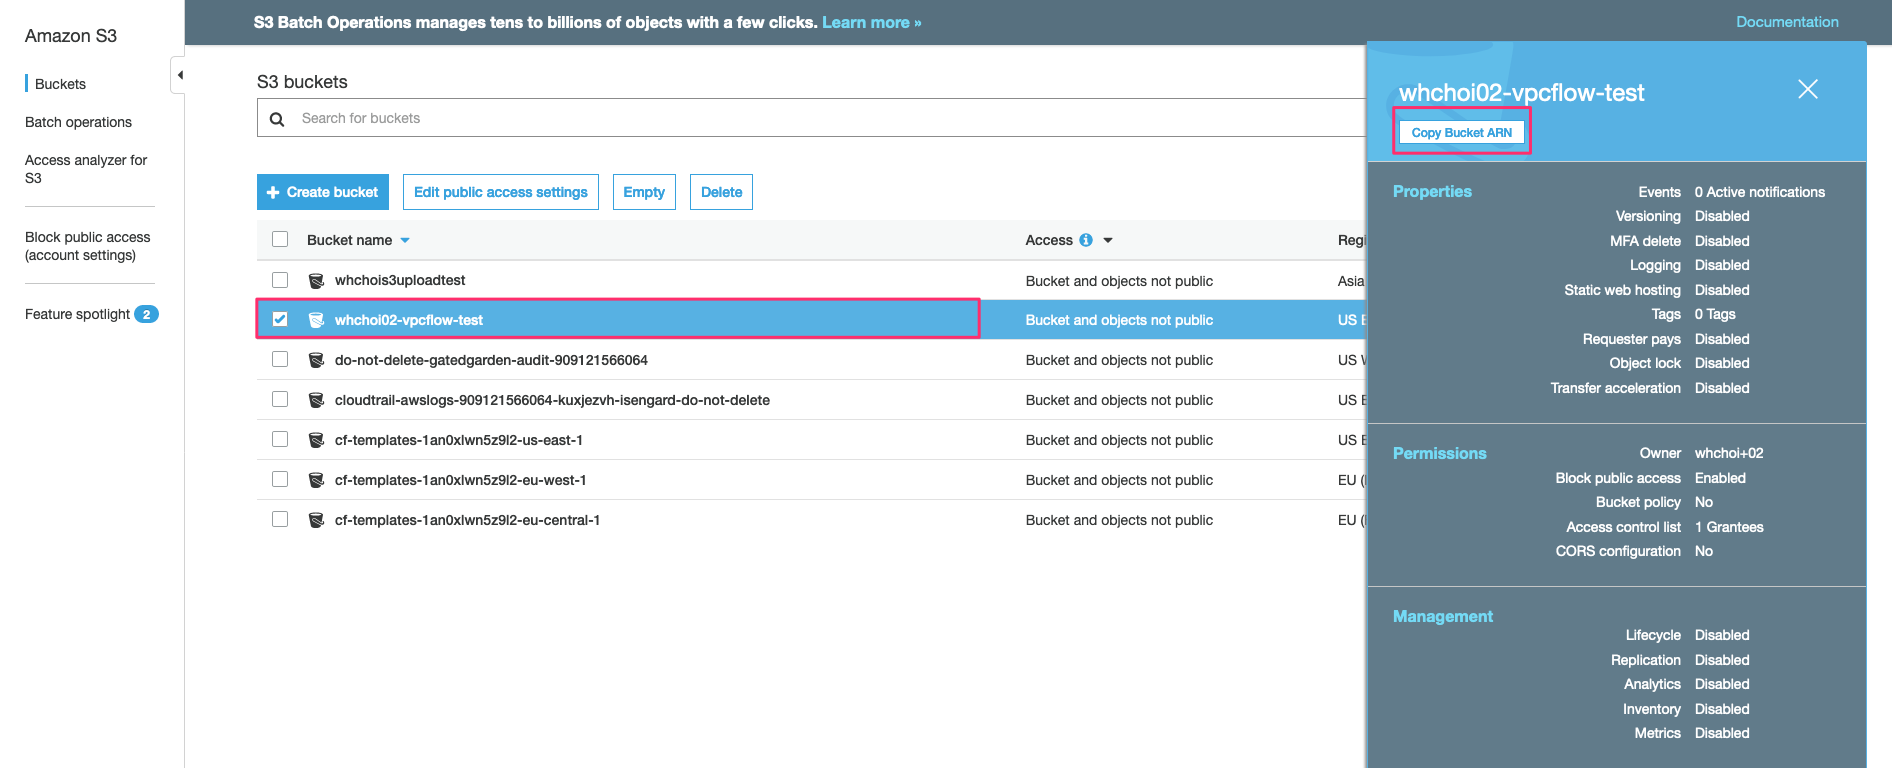 Amazon S3
Buckets
Batch operations
Access analyzer for
S3
Block public access
(account settings)
Feature spotlight 2
S3 Batch Operations manages tens to billions of objects with a few clicks. Learn more »
Documentation
S3 buckets
Search for buckets
+ Create bucket Edit public access settings Empty Delete
Bucket name Access Regi
whchois3uploadtest Bucket and objects not public Asia
whchoi02-vpcflow-test Bucket and objects not public US E
do-not-delete-gatedgarden-audit-909121566064 Bucket and objects not public US W
cloudtrail-awslogs-909121566064-kuxjezvh-isengard-do-not-delete Bucket and objects not public US E
cf-templates-1an0xlwn5z9l2-us-east-1 Bucket and objects not public US E
cf-templates-1an0xlwn5z9l2-eu-west-1 Bucket and objects not public EU (
cf-templates-1an0xlwn5z9l2-eu-central-1 Bucket and objects not public EU (
whchoi02-vpcflow-test
Copy Bucket ARN
Properties
Events 0 Active notifications
Versioning Disabled
MFA delete Disabled
Logging Disabled
Static web hosting Disabled
Tags 0 Tags
Requester pays Disabled
Object lock Disabled
Transfer acceleration Disabled
Permissions
Owner whchoi+02
Block public access Enabled
Bucket policy No
Access control list 1 Grantees
CORS configuration No
Management
Lifecycle Disabled
Replication Disabled
Analytics Disabled
Inventory Disabled
Metrics Disabled